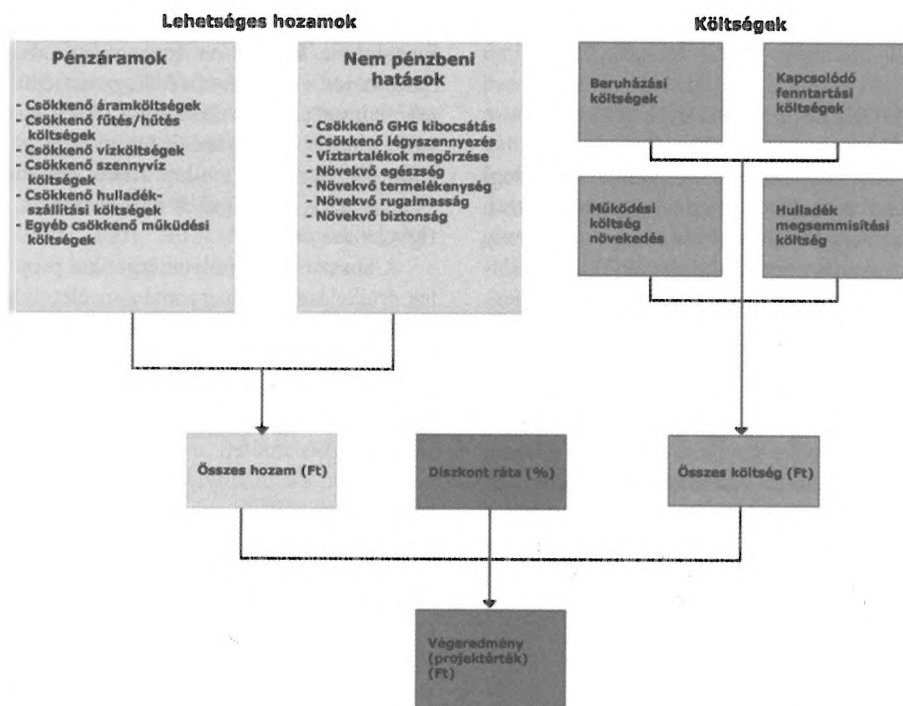 Lehetséges hozamok
Pénzáramok
- Csökkenő áramköltségek
- Csökkenő fűtés/hűtés
költségek
- Csökkenő vízköltségek
- Csökkenő szennyvíz
költségek
- Csökkenő hulladék-
szállítási költségek
- Egyéb csökkenő műküdési
költségek
Nem pénzbeni
hatások
- Csökkenő GHG kibocsátás
- Csökkenő légyszennyezés
- Víztartalékok megőrzése
- Növekvő egészség
- Növekvő termelékenység
- Növekvő rugalmasság
- Növekvő biztonság
Költségek
Beruházási
költségek
Kapcsolódó
fenntartási
költségek
Működési
költség
növekedés
Hulladék
megsemmisítési
költség
Összes hozam (Ft)
Diszkont ráta (%)
Összes költség (Ft)
Végeredmény
(projektérték)
(Ft)